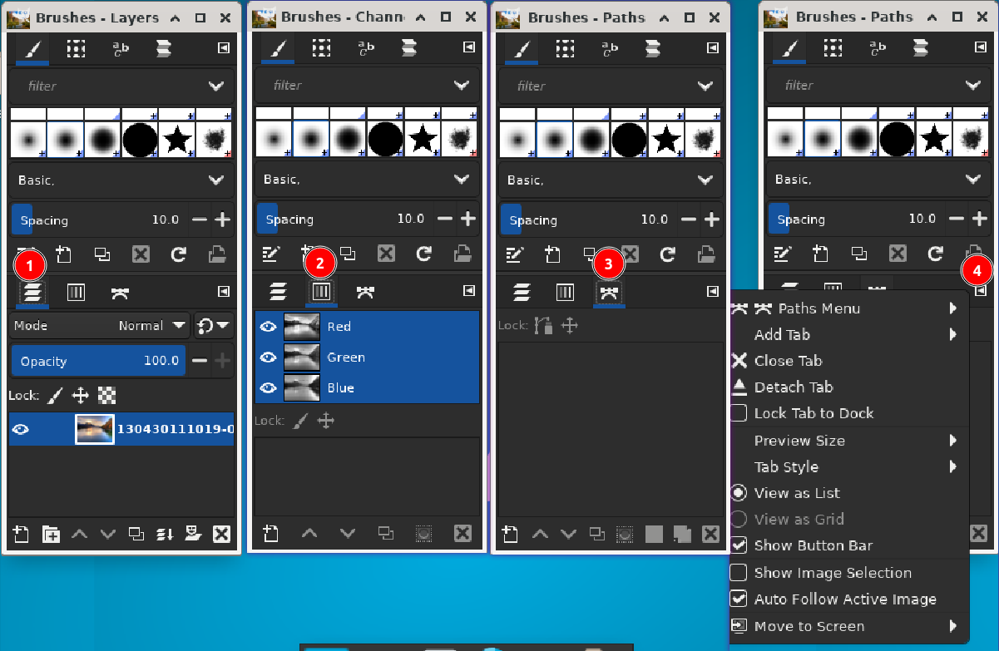 Brushes - Layers
filter
Basic,
Spacing 10.0
1
Mode Normal
Opacity 100.0
Lock:
130430111019-0
Brushes - Chann
filter
Basic,
Spacing 10.0
2
Red
Green
Blue
Lock:
Brushes - Paths
filter
Basic,
Spacing 10.0
3
Lock:
Brushes - Paths
filter
Basic,
Spacing 10.0
4
Paths Menu
Add Tab
Close Tab
Detach Tab
Lock Tab to Dock
Preview Size
Tab Style
View as List
View as Grid
Show Button Bar
Show Image Selection
Auto Follow Active Image
Move to Screen